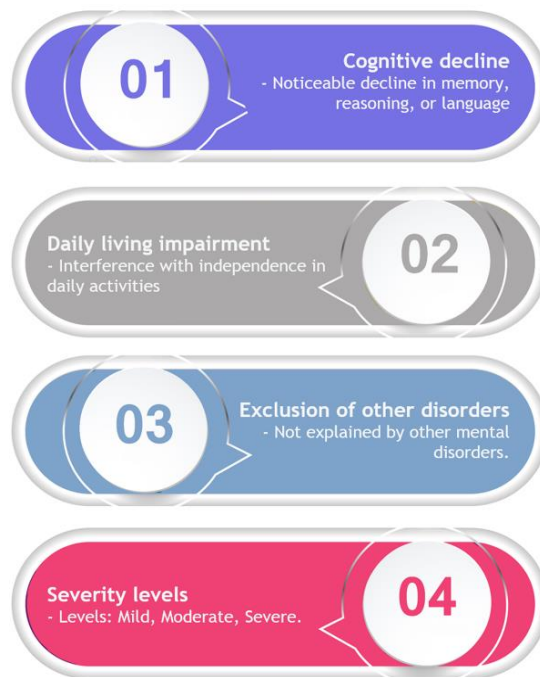 01
Cognitive decline
- Noticeable decline in memory,
reasoning, or language
Daily living impairment
- Interference with independence in
daily activities
02
03
Exclusion of other disorders
- Not explained by other mental
disorders.
Severity levels
- Levels: Mild, Moderate, Severe.
04